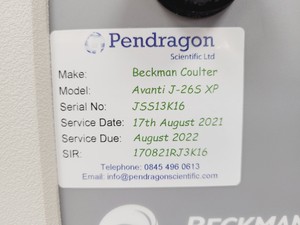 Pendragon
Scientific Ltd
Make: Beckman Coulter
Model: Avanti J-26S XP
Serial No: JSS13K16
Service Date: 17th August 2021
Service Due: August 2022
SIR: 170821RJ3K16
Telephone: 0845 496 0613
Email: info@pendragonscientific.com
BECKMAN